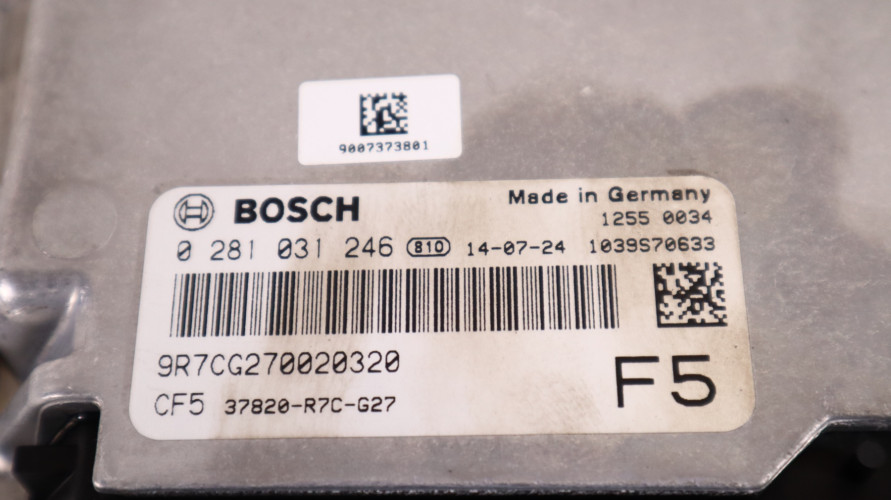 9007373801
BOSCH Made in Germany
1255 0034
0 281 031 246 810 14-07-24 1039S70633
9R7CG270020320
CF5 37820-R7C-G27 F5